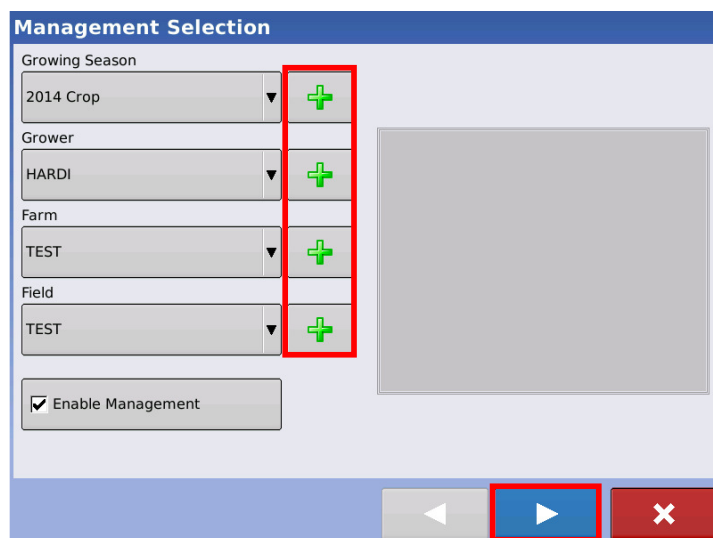 Management Selection
Growing Season
2014 Crop
Grower
HARDI
Farm
TEST
Field
TEST
Enable Management